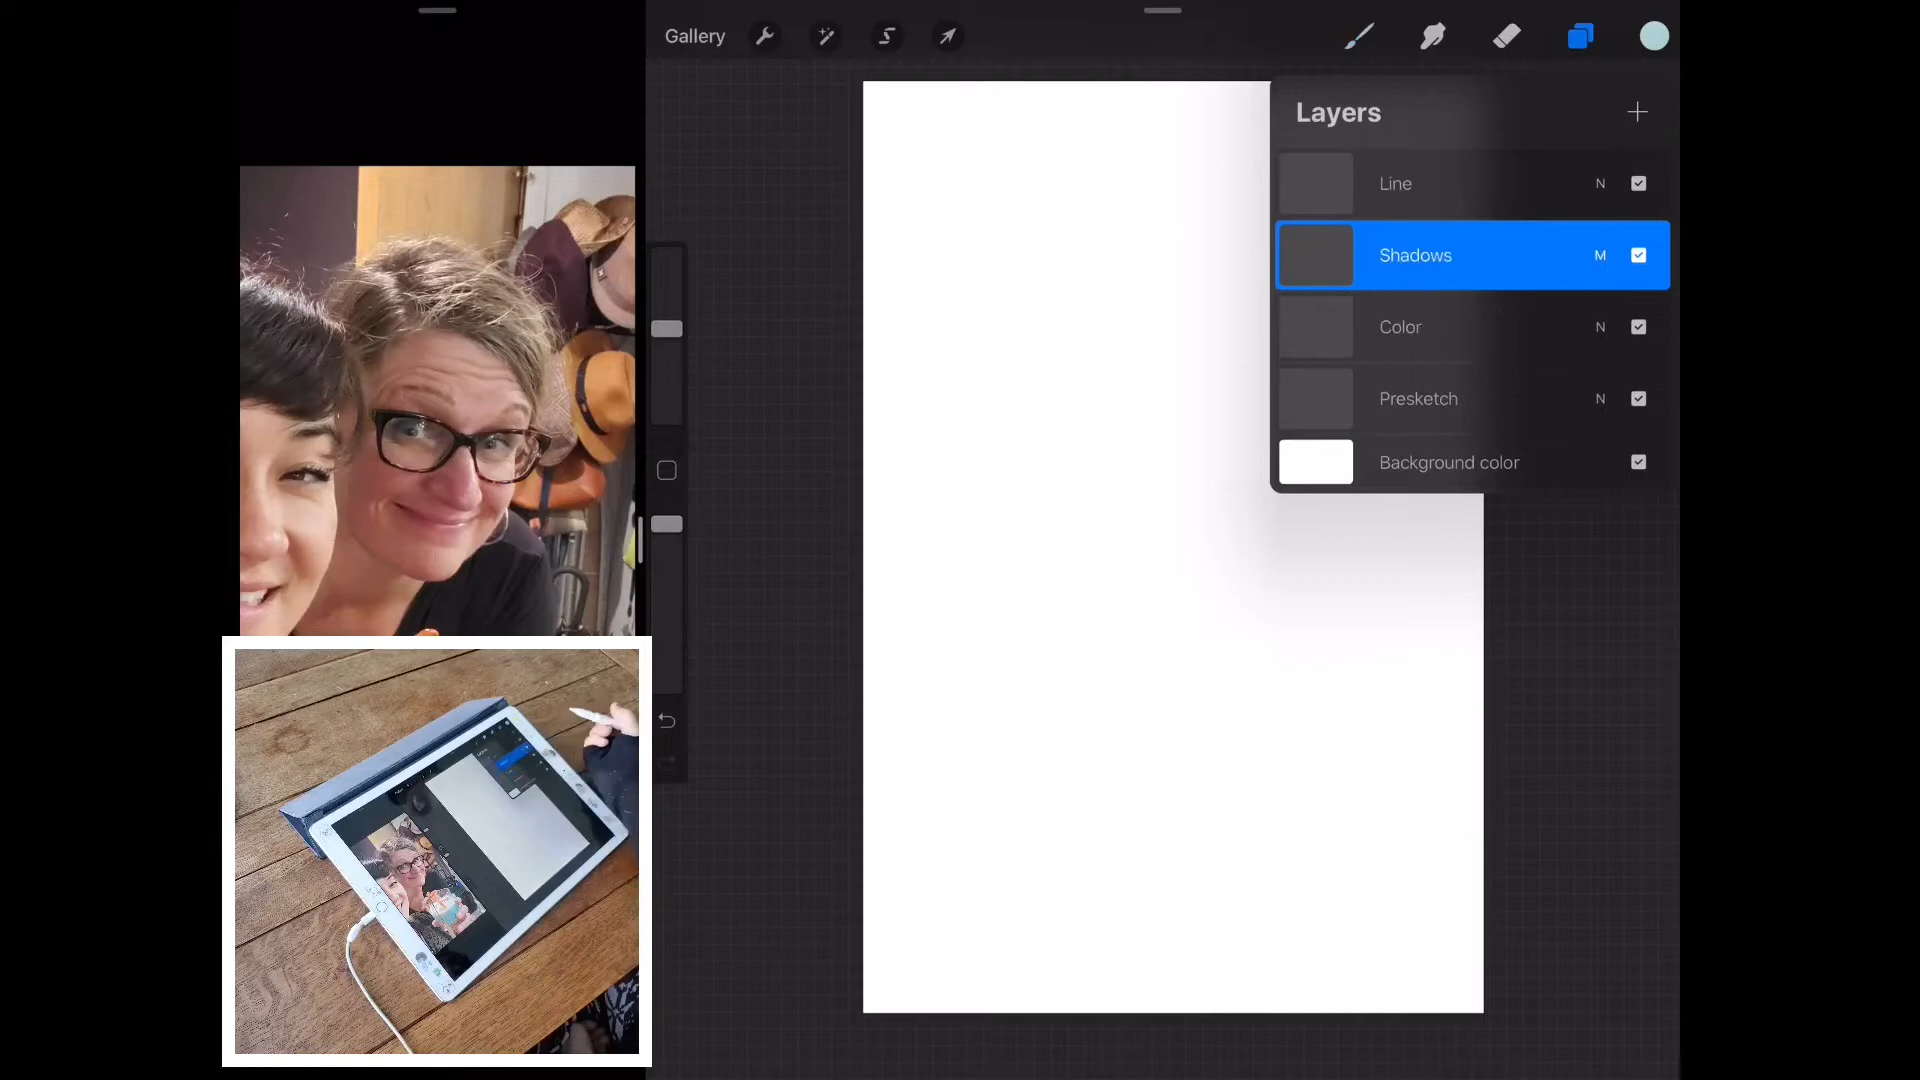 Gallery
Layers
Line N
Shadows M
Color N
Presketch N
Background color